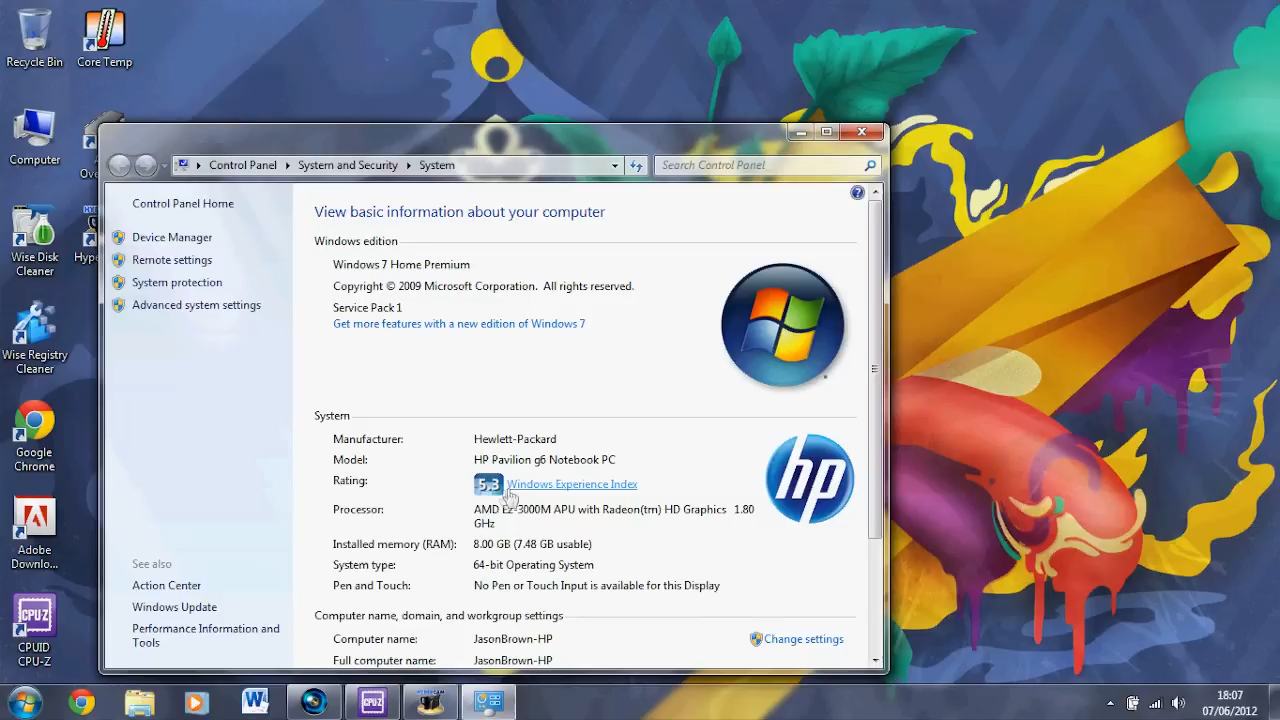 Recycle Bin
Core Temp
Computer
Wise Disk
Cleaner
Wise Registry
Cleaner
Google
Chrome
Adobe
Downlo...
CPU-Z
CPUID
CPU-Z
Control Panel
System and Security
System
Search Control Panel
Control Panel Home
Device Manager
Remote settings
System protection
Advanced system settings
See also
Action Center
Windows Update
Performance Information and
Tools
View basic information about your computer
Windows edition
Windows 7 Home Premium
Copyright © 2009 Microsoft Corporation. All rights reserved.
Service Pack 1
Get more features with a new edition of Windows 7
System
Manufacturer: Hewlett-Packard
Model: HP Pavilion g6 Notebook PC
Rating: 5.3 Windows Experience Index
Processor: AMD E2-3000M APU with Radeon(tm) HD Graphics 1.80
GHz
Installed memory (RAM): 8.00 GB (7.48 GB usable)
System type: 64-bit Operating System
Pen and Touch: No Pen or Touch Input is available for this Display
hp
Computer name, domain, and workgroup settings
Computer name: JasonBrown-HP
Change settings
Full computer name: JasonBrown-HP
18:07
07/06/2012